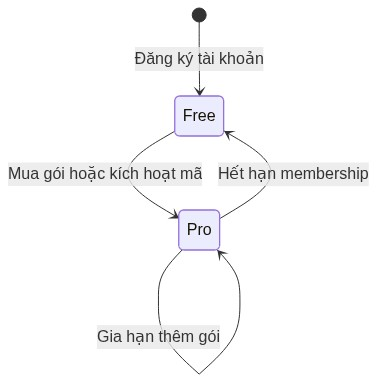 Đăng ký tài khoản
Free
Mua gói hoặc kích hoạt mã
Hết hạn membership
Pro
Gia hạn thêm gói